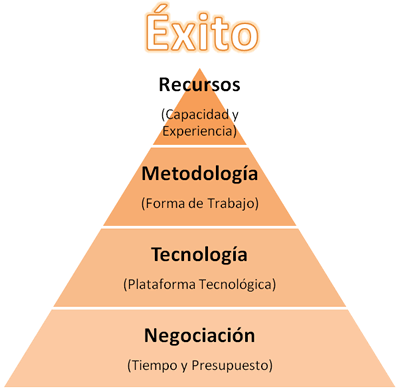 Éxito
Recursos
(Capacidad y
Experiencia)
Metodología
(Forma de Trabajo)
Tecnología
(Plataforma Tecnológica)
Negociación
(Tiempo y Presupuesto)